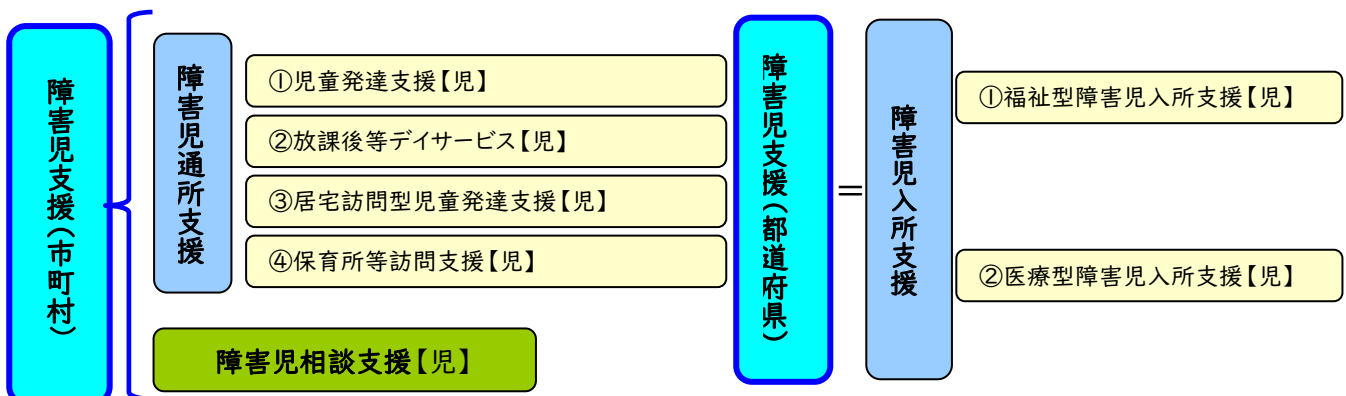 障害児支援(市町村)
障害児通所支援
①児童発達支援【児】
②放課後等デイサービス【児】
③居宅訪問型児童発達支援【児】
④保育所等訪問支援【児】
障害児相談支援【児】
障害児支援(都道府県)
=
障害児入所支援
①福祉型障害児入所支援【児】
②医療型障害児入所支援【児】